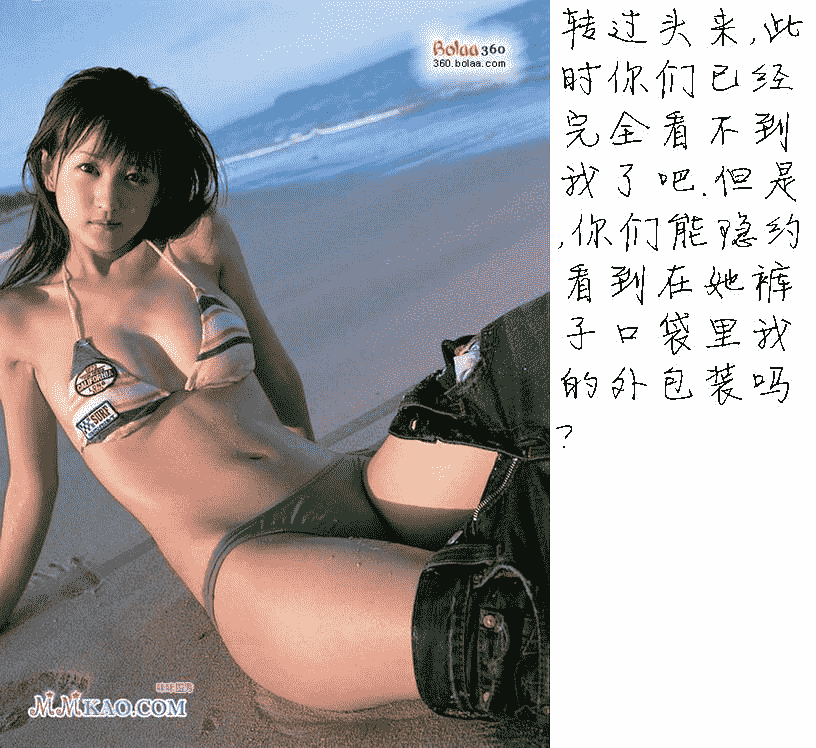 Bolaa360
360.bolaa.com
转过头来,此
时你们已经
完全看不到
我了吧.但是
,你们能隐约
看到在她裤
子口袋里我
的外包装吗
?
CALIFORNIA
SURF
MMKAO.COM